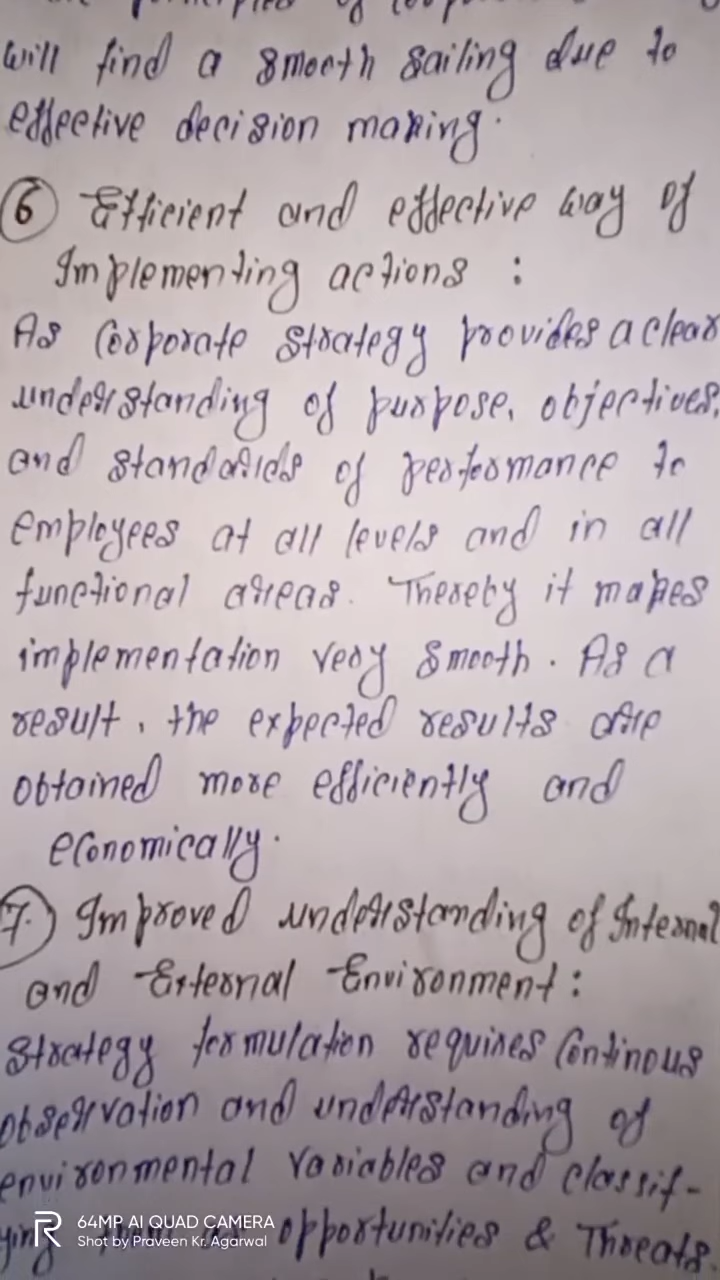 of
will find a smooth sailing due to
effective decision making.
6 Efficient and effective way of
Implementing actions :
As Corporate Strategy provides a clear
understanding of purpose, objectives,
and standards of performance to
employees at all levels and in all
functional areas. Thereby it makes
implementation very smooth. As a
result, the expected results are
obtained more efficiently and
economically.
7. Improved understanding of Internal
and External Environment :
Strategy formulation requires Continous
observation and understanding of
environmental variables and classif-
ying opportunities & Threats.
64MP AI QUAD CAMERA
Shot by Praveen Kr. Agarwal